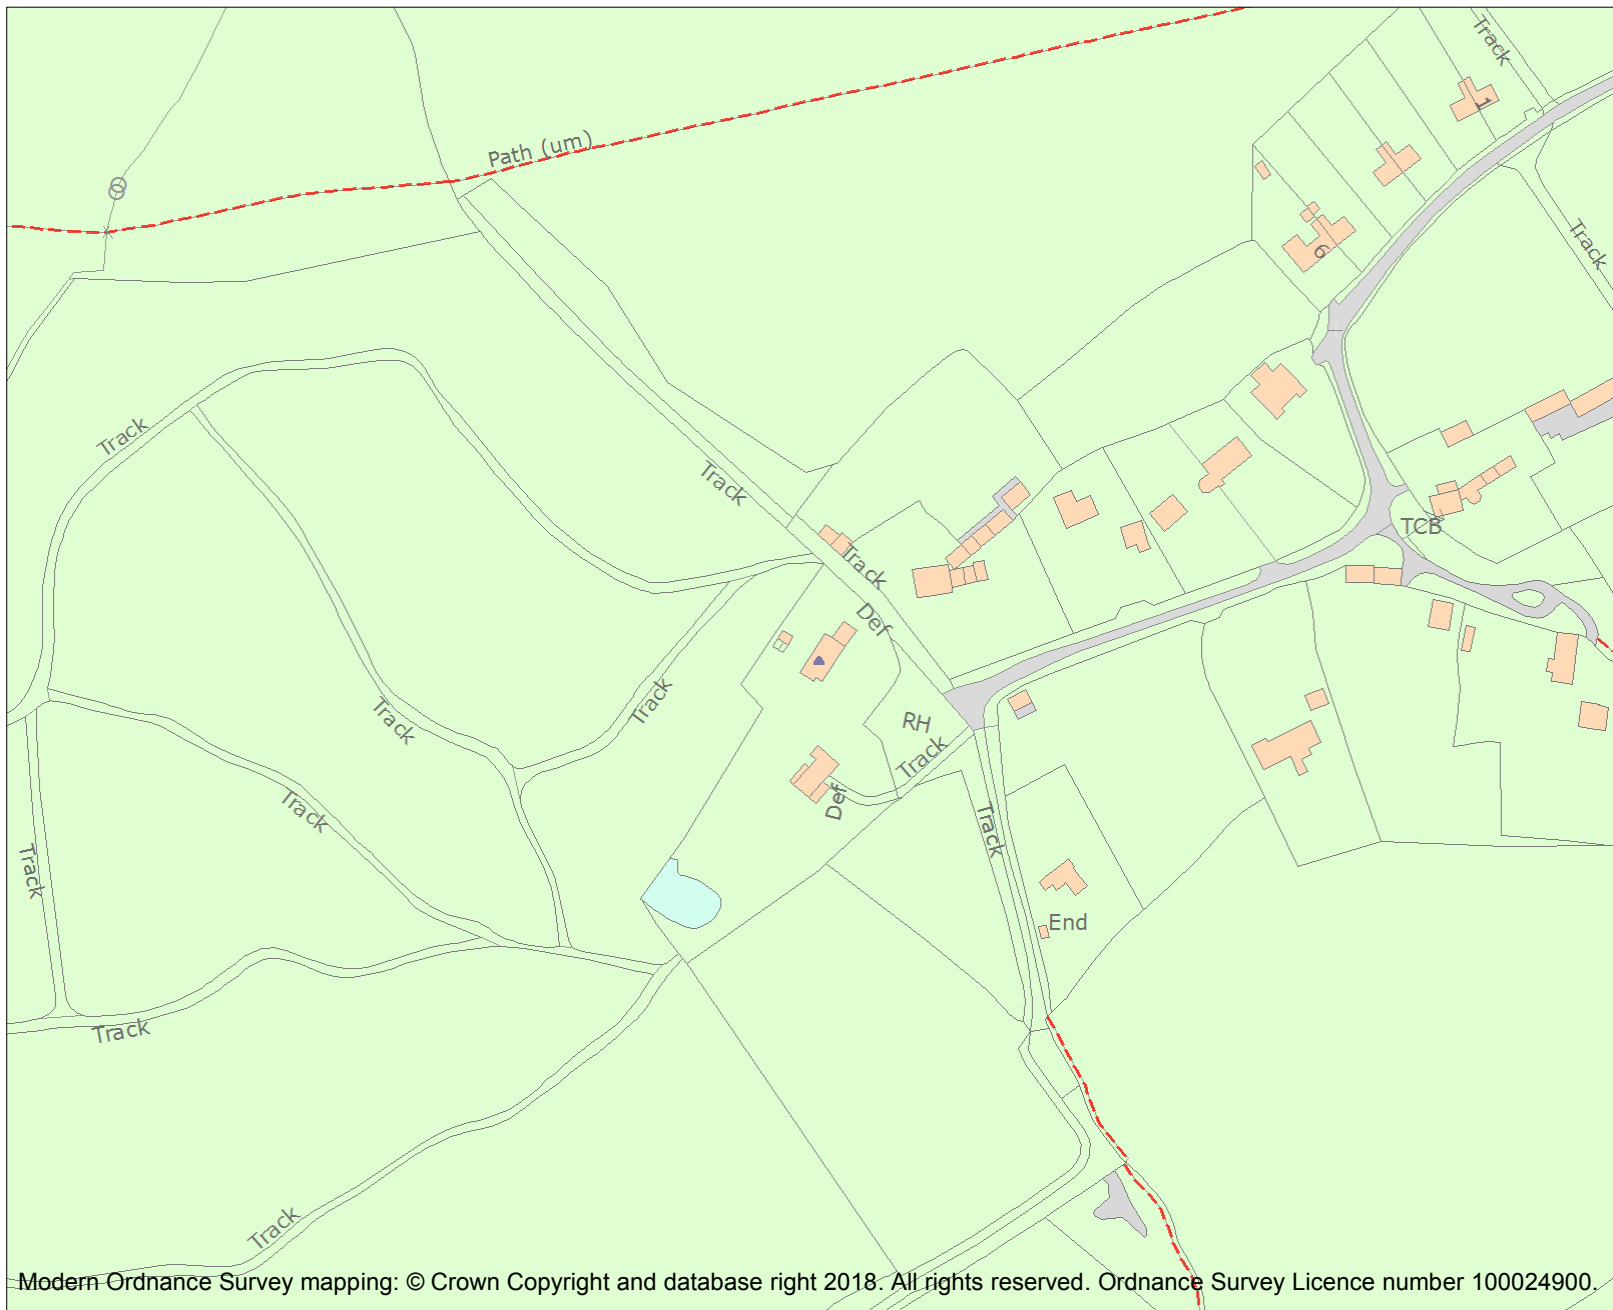 Track
1
Path (um)
Track
6
Track
Track
TCB
Track
Def
Track
Track
RH
Track
Track
Def
Track
Track
End
Track
Track
Modern Ordnance Survey mapping: © Crown Copyright and database right 2018. All rights reserved. Ordnance Survey Licence number 100024900.